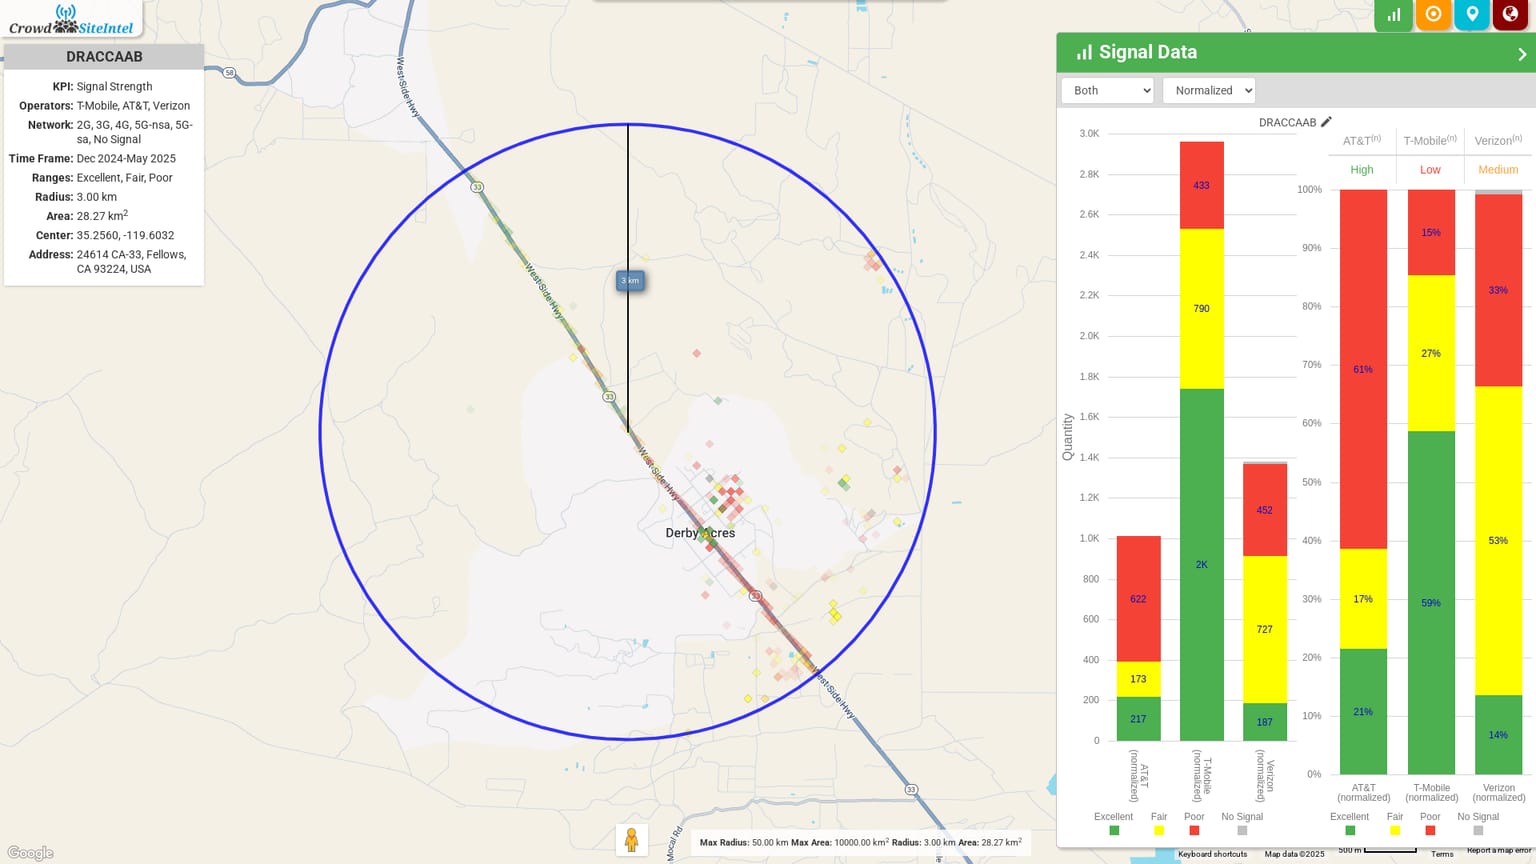 CrowdSiteIntel
DRACCAAB
KPI: Signal Strength
Operators: T-Mobile, AT&T, Verizon
Network: 2G, 3G, 4G, 5G-nsa, 5G-
sa, No Signal
Time Frame: Dec 2024-May 2025
Ranges: Excellent, Fair, Poor
Radius: 3.00 km
Area: 28.27 km²
Center: 35.2560, -119.6032
Address: 24614 CA-33, Fellows,
CA 93224, USA
58
West Side Hwy
33
3 km
West Side Hwy
33
West Side Hwy
Derby Acres
33
West Side Hwy
33
Mocal Rd
Google
Max Radius: 50.00 km Max Area: 10000.00 km² Radius: 3.00 km Area: 28.27 km²
Signal Data
Both
Normalized
DRACCAAB
3.0K
2.8K
2.6K
2.4K
2.2K
2.0K
1.8K
1.6K
1.4K
1.2K
1.0K
800
600
400
200
0
Quantity
622
173
217
433
790
2K
452
727
187
AT&T
(normalized)
T-Mobile
(normalized)
Verizon
(normalized)
Excellent Fair Poor No Signal
AT&T(n) T-Mobile(n) Verizon(n)
High Low Medium
100%
90%
80%
70%
60%
50%
40%
30%
20%
10%
0%
61%
17%
21%
15%
27%
59%
33%
53%
14%
AT&T
(normalized)
T-Mobile
(normalized)
Verizon
(normalized)
Excellent Fair Poor No Signal
Keyboard shortcuts Map data ©2025 500 m Terms Report a map error